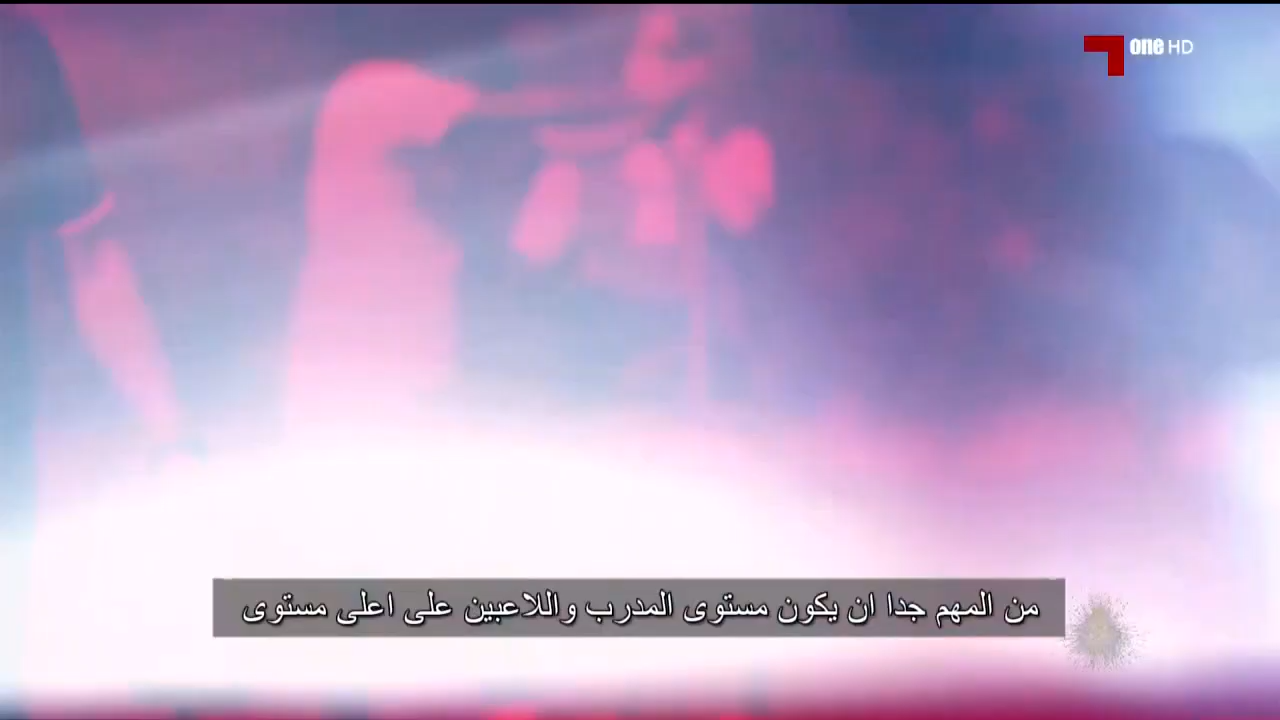 one HD
من المهم جدا ان يكون مستوى المدرب واللاعبين على اعلى مستوى